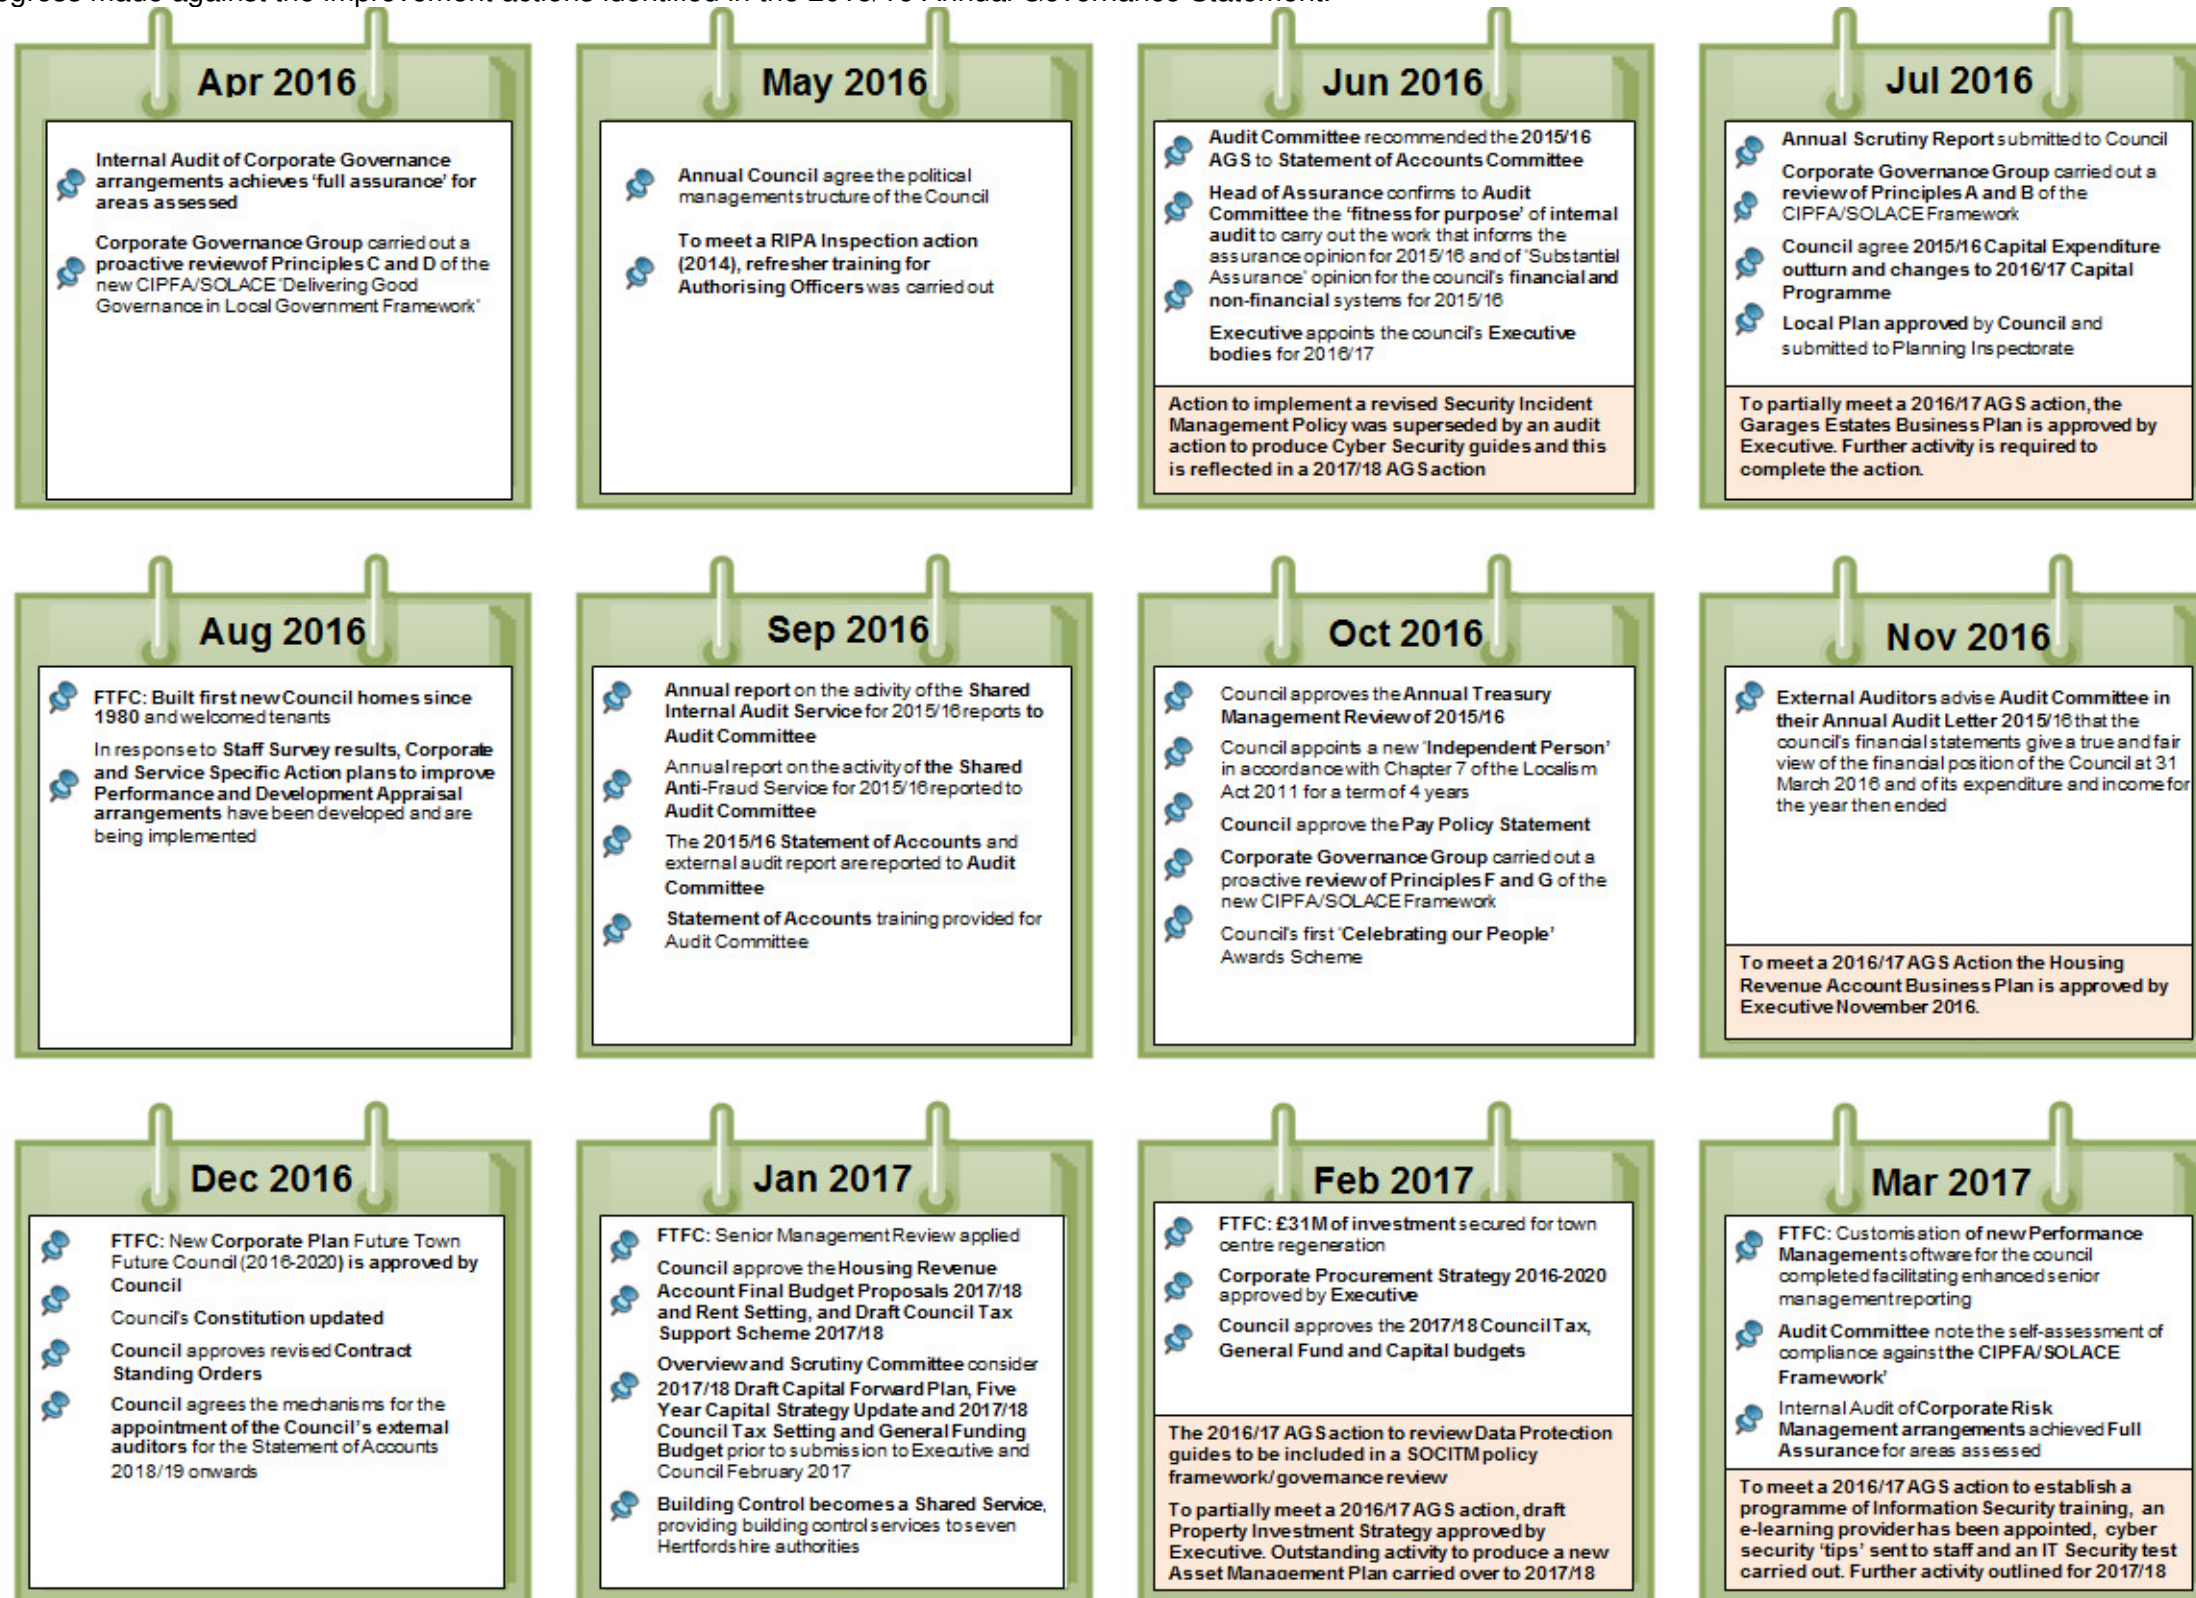 gress made against the improvement actions identified in the 2015/16 Annual Governance Statement.
Apr 2016
Internal Audit of Corporate Governance
arrangements achieves 'full assurance' for
areas assessed
Corporate Governance Group carried out a
proactive review of Principles C and D of the
new CIPFA/SOLACE 'Delivering Good
Governance in Local Government Framework'
May 2016
Annual Council agree the political
management structure of the Council
To meet a RIPA Inspection action
(2014), refresher training for
Authorising Officers was carried out
Jun 2016
Audit Committee recommended the 2015/16
AGS to Statement of Accounts Committee
Head of Assurance confirms to Audit
Committee the 'fitness for purpose' of internal
audit to carry out the work that informs the
assurance opinion for 2015/16 and of 'Substantial
Assurance' opinion for the council's financial and
non-financial systems for 2015/16
Executive appoints the council's Executive
bodies for 2016/17
Action to implement a revised Security Incident
Management Policy was superseded by an audit
action to produce Cyber Security guides and this
is reflected in a 2017/18 AGS action
Jul 2016
Annual Scrutiny Report submitted to Council
Corporate Governance Group carried out a
review of Principles A and B of the
CIPFA/SOLACE Framework
Council agree 2015/16 Capital Expenditure
outturn and changes to 2016/17 Capital
Programme
Local Plan approved by Council and
submitted to Planning Inspectorate
To partially meet a 2016/17 AGS action, the
Garages Estates Business Plan is approved by
Executive. Further activity is required to
complete the action.
Aug 2016
FTFC: Built first new Council homes since
1980 and welcomed tenants
In response to Staff Survey results, Corporate
and Service Specific Action plans to improve
Performance and Development Appraisal
arrangements have been developed and are
being implemented
Sep 2016
Annual report on the activity of the Shared
Internal Audit Service for 2015/16 reports to
Audit Committee
Annual report on the activity of the Shared
Anti-Fraud Service for 2015/16 reported to
Audit Committee
The 2015/16 Statement of Accounts and
external audit report are reported to Audit
Committee
Statement of Accounts training provided for
Audit Committee
Oct 2016
Council approves the Annual Treasury
Management Review of 2015/16
Council appoints a new 'Independent Person'
in accordance with Chapter 7 of the Localism
Act 2011 for a term of 4 years
Council approve the Pay Policy Statement
Corporate Governance Group carried out a
proactive review of Principles F and G of the
new CIPFA/SOLACE Framework
Council's first 'Celebrating our People'
Awards Scheme
Nov 2016
External Auditors advise Audit Committee in
their Annual Audit Letter 2015/16 that the
council's financial statements give a true and fair
view of the financial position of the Council at 31
March 2016 and of its expenditure and income for
the year then ended
To meet a 2016/17 AGS Action the Housing
Revenue Account Business Plan is approved by
Executive November 2016.
Dec 2016
FTFC: New Corporate Plan Future Town
Future Council (2016-2020) is approved by
Council
Council's Constitution updated
Council approves revised Contract
Standing Orders
Council agrees the mechanisms for the
appointment of the Council's external
auditors for the Statement of Accounts
2018/19 onwards
Jan 2017
FTFC: Senior Management Review applied
Council approve the Housing Revenue
Account Final Budget Proposals 2017/18
and Rent Setting, and Draft Council Tax
Support Scheme 2017/18
Overview and Scrutiny Committee consider
2017/18 Draft Capital Forward Plan, Five
Year Capital Strategy Update and 2017/18
Council Tax Setting and General Funding
Budget prior to submission to Executive and
Council February 2017
Building Control becomes a Shared Service,
providing building control services to seven
Hertfordshire authorities
Feb 2017
FTFC: £31M of investment secured for town
centre regeneration
Corporate Procurement Strategy 2016-2020
approved by Executive
Council approves the 2017/18 Council Tax,
General Fund and Capital budgets
The 2016/17 AGS action to review Data Protection
guides to be included in a SOCITM policy
framework/governance review
To partially meet a 2016/17 AGS action, draft
Property Investment Strategy approved by
Executive. Outstanding activity to produce a new
Asset Management Plan carried over to 2017/18
Mar 2017
FTFC: Customisation of new Performance
Management software for the council
completed facilitating enhanced senior
management reporting
Audit Committee note the self-assessment of
compliance against the CIPFA/SOLACE
Framework'
Internal Audit of Corporate Risk
Management arrangements achieved Full
Assurance for areas assessed
To meet a 2016/17 AGS action to establish a
programme of Information Security training, an
e-learning provider has been appointed, cyber
security 'tips' sent to staff and an IT Security test
carried out. Further activity outlined for 2017/18